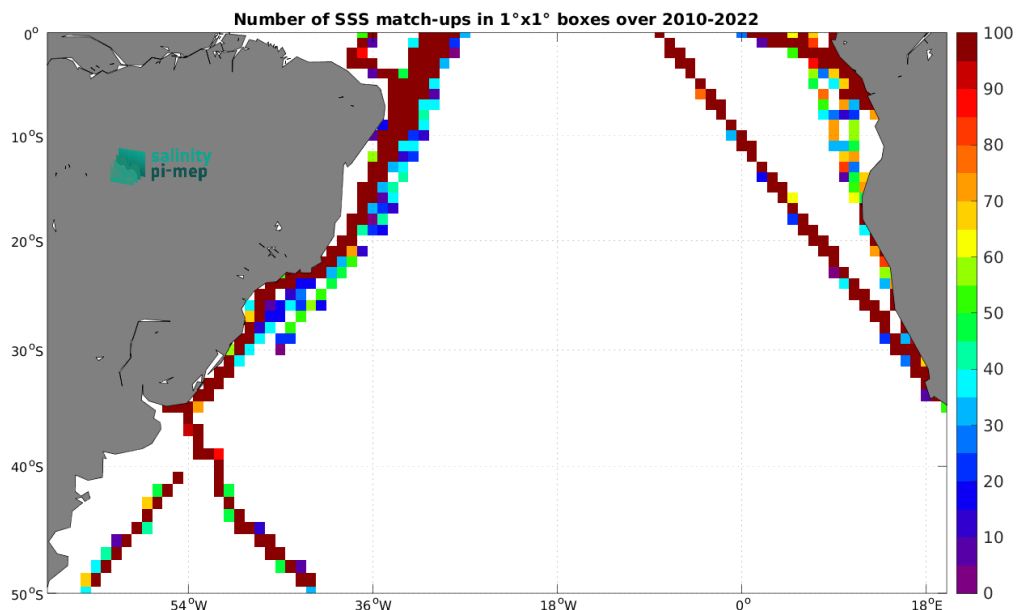 Number of SSS match-ups in 1°x1° boxes over 2010-2022
0°
10°S
20°S
30°S
40°S
50°S
salinity
pi-mep
54°W
36°W
18°W
0°
18°E
100
90
80
70
60
50
40
30
20
10
0